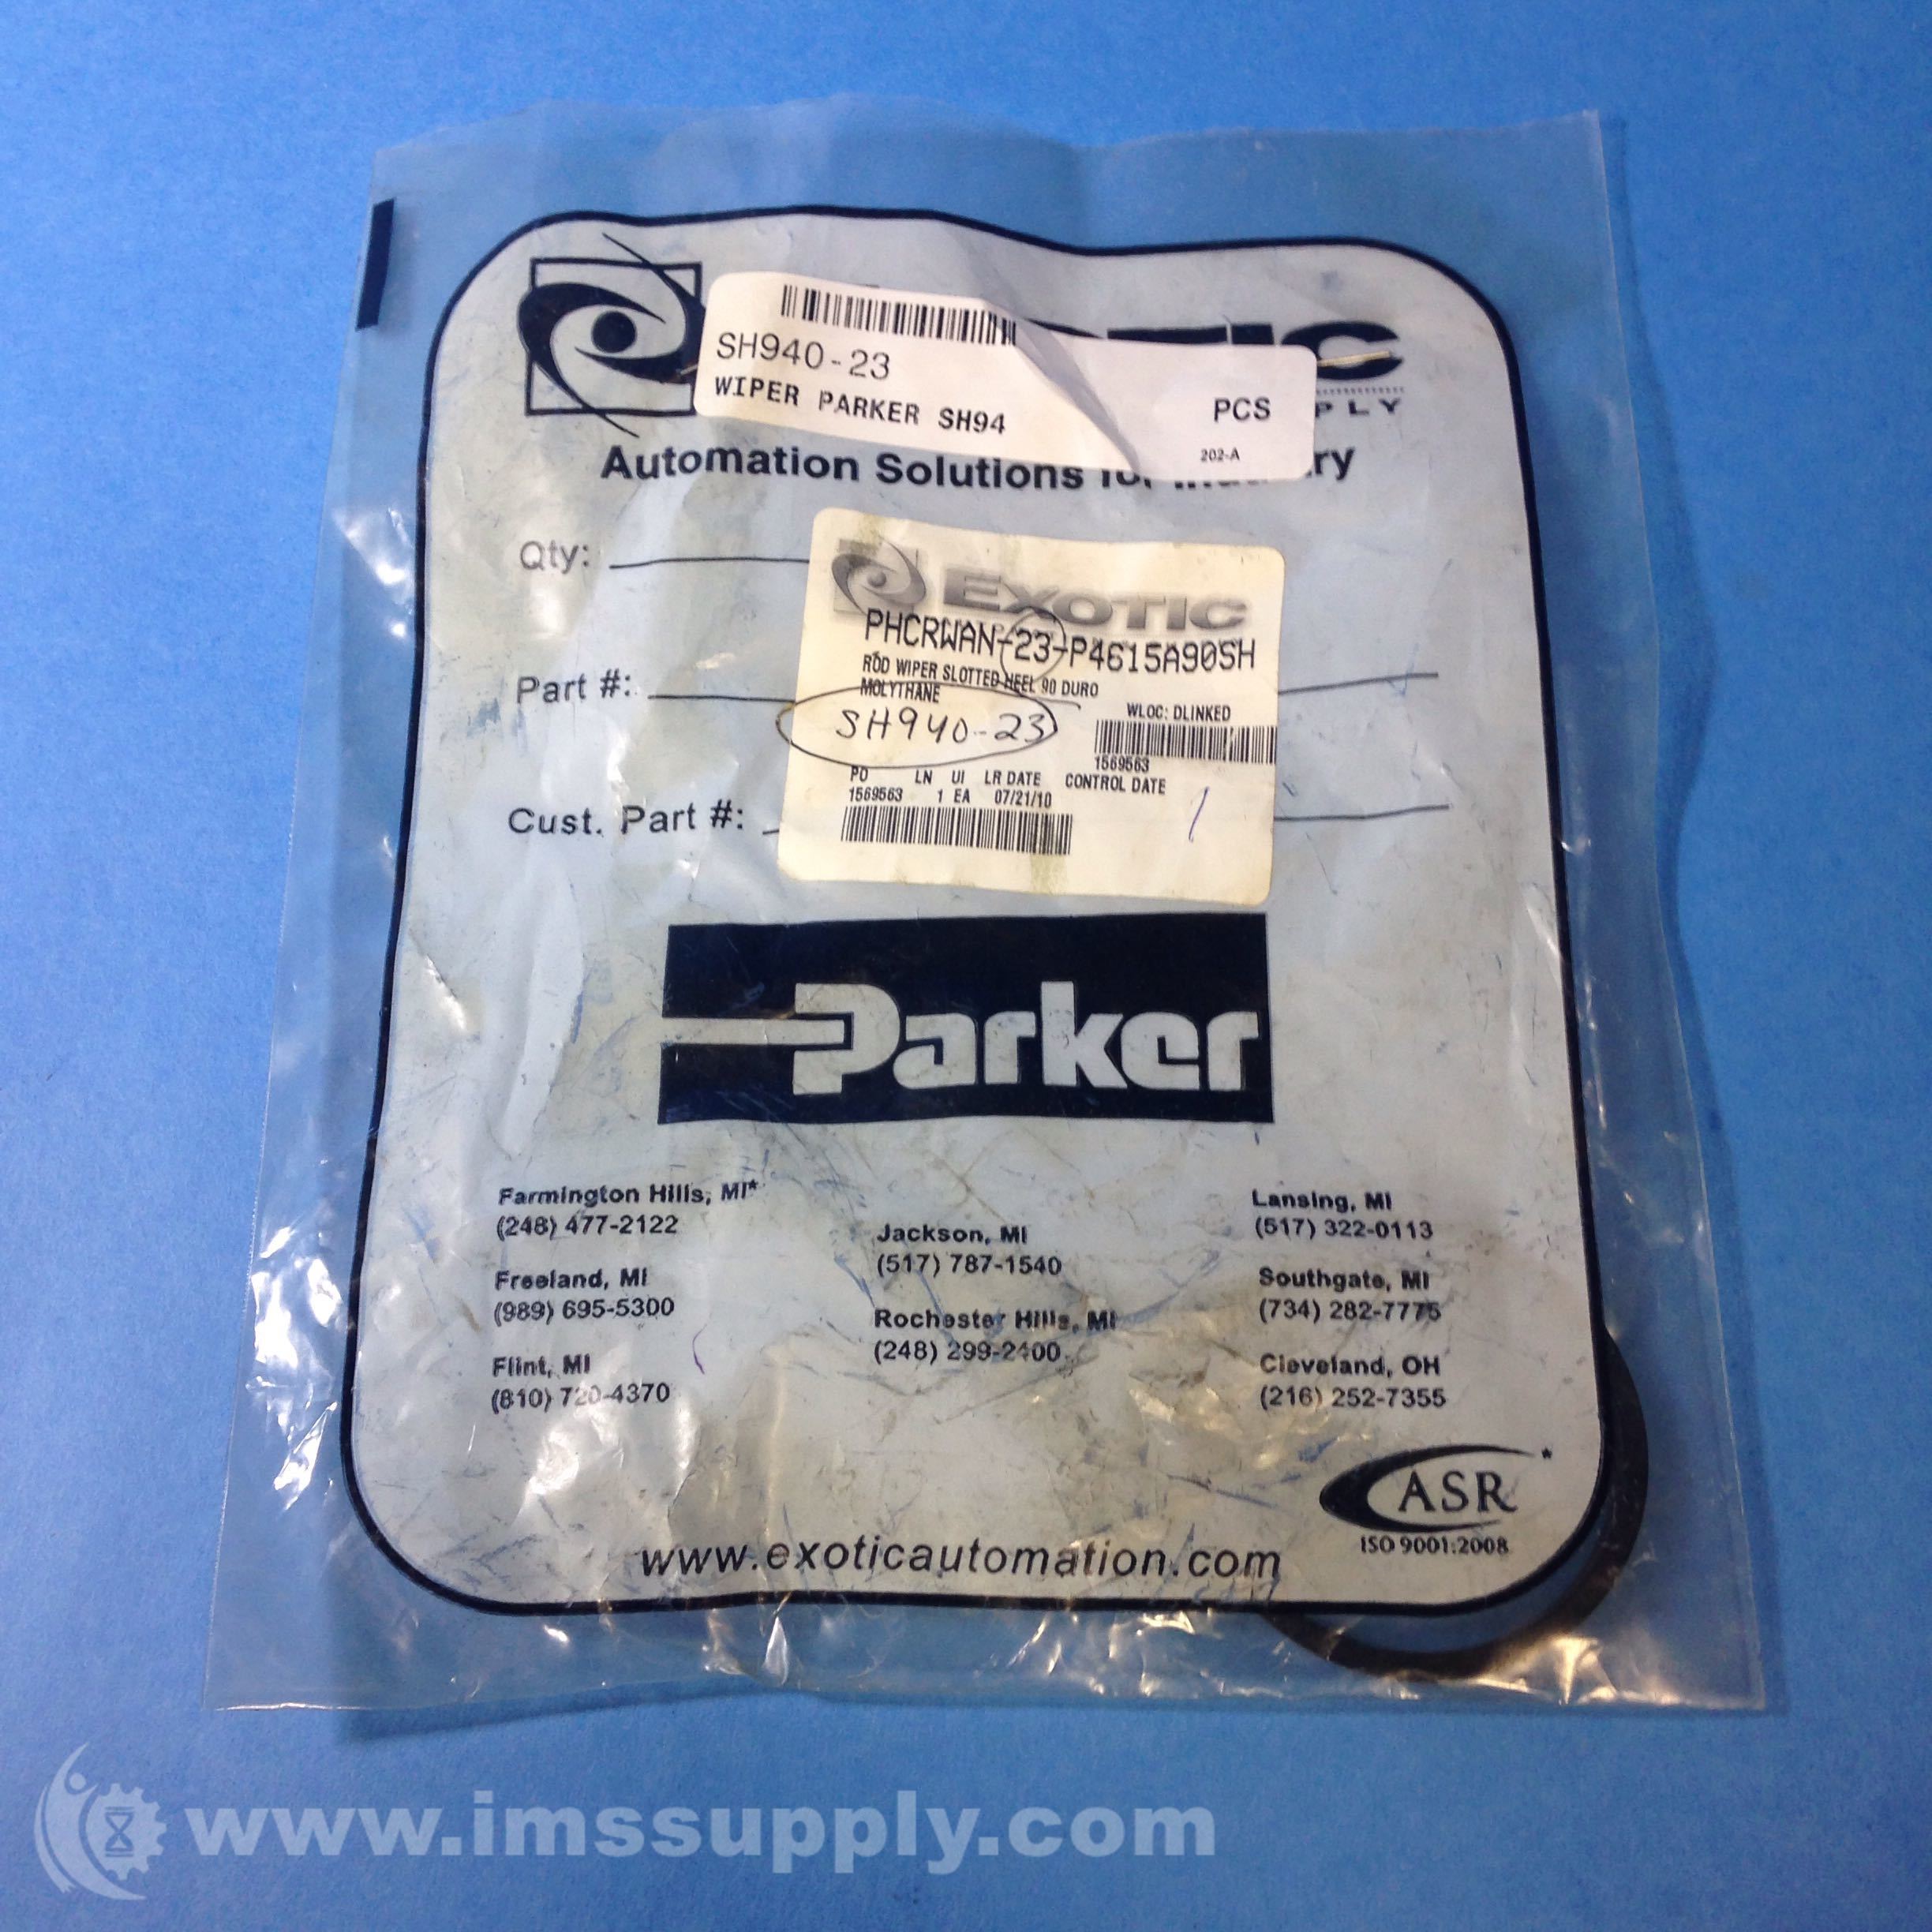 SH940-23
WIPER PARKER SH94
PCS
202-A
PLY
Automation Solutions
Qty:
EXOTIC
PHCRWAN-23-P4615A90SH
ROD WIPER SLOTTED HEEL 90 DURO
MOLYTHANE
Part #:
SH940-23
WLOC: DLINKED
1569563
PO LN UI LR DATE CONTROL DATE
1569563 1 EA 07/21/10
1
Cust. Part #:
Parker
Farmington Hills, MI*
(248) 477-2122
Freeland, MI
(989) 695-5300
Flint, MI
(810) 720-4370
Jackson, MI
(517) 787-1540
Rochester Hills, MI
(248) 299-2400
Lansing, MI
(517) 322-0113
Southgate, MI
(734) 282-7775
Cleveland, OH
(216) 252-7355
ASR*
ISO 9001:2008
www.exoticautomation.com
www.imssupply.com